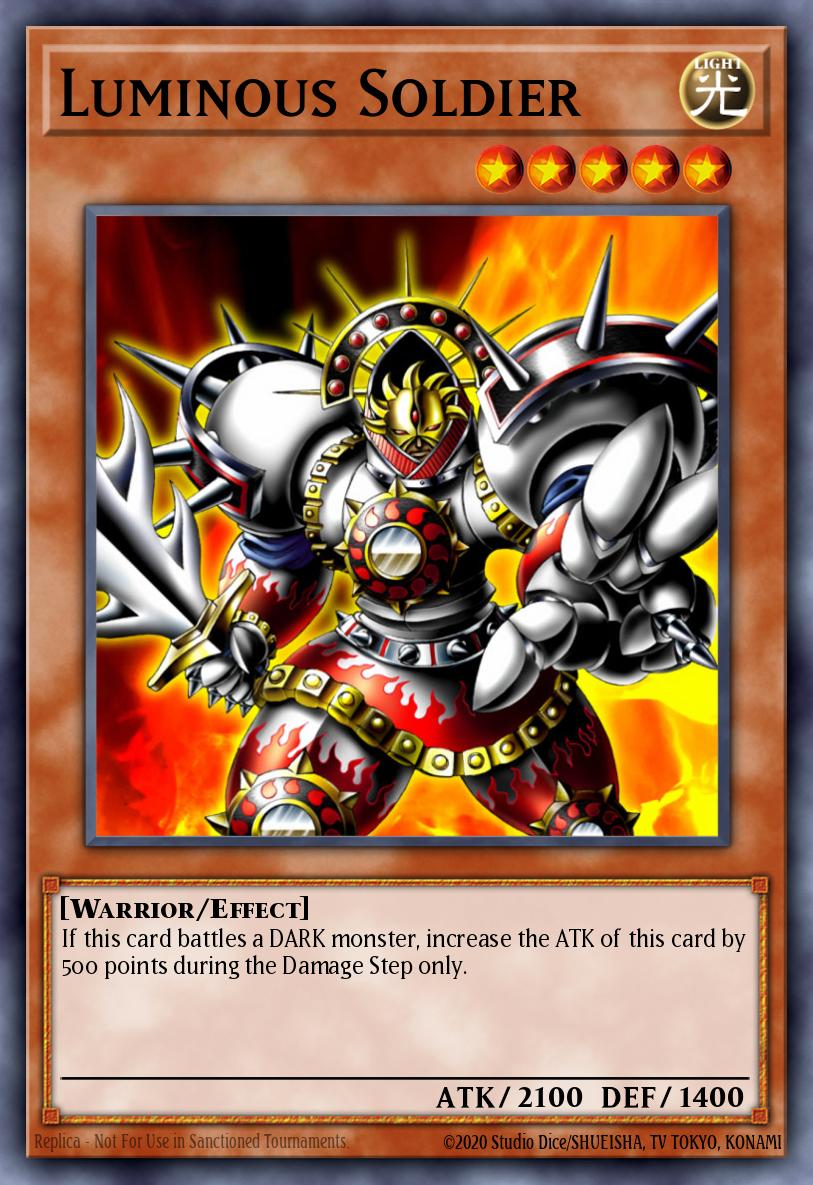 Luminous Soldier
LIGHT
光
[Warrior/Effect]
If this card battles a DARK monster, increase the ATK of this card by
500 points during the Damage Step only.
ATK/2100 DEF/1400
Replica - Not For Use in Sanctioned Tournaments.
©2020 Studio Dice/SHUEISHA, TV TOKYO, KONAMI